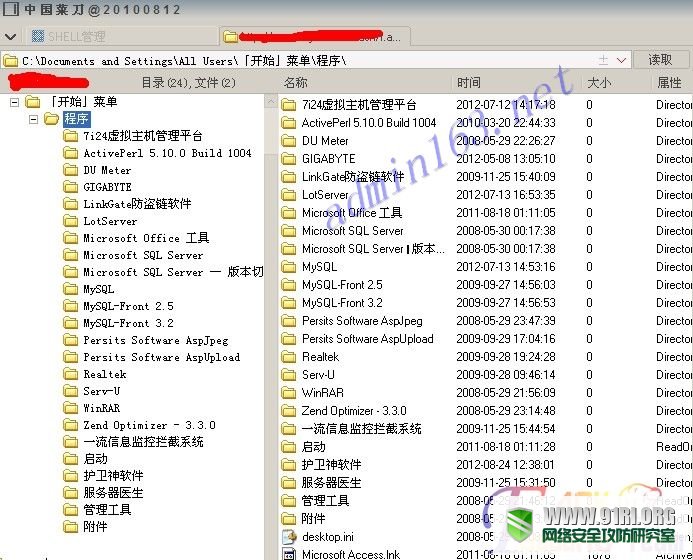 中国菜刀@20100812
SHELL管理
C:\Documents and Settings\All Users\「开始」菜单\程序\
读取
目录(24),文件(2)
名称 时间 大小 属性
「开始」菜单
程序
7i24虚拟主机管理平台
ActivePerl 5.10.0 Build 1004
DU Meter
GIGABYTE
LinkGate防盗链软件
LotServer
Microsoft Office 工具
Microsoft SQL Server
Microsoft SQL Server — 版本切
MySQL
MySQL-Front 2.5
MySQL-Front 3.2
Persits Software AspJpeg
Persits Software AspUpload
Realtek
Serv-U
WinRAR
Zend Optimizer - 3.3.0
一流信息监控拦截系统
启动
护卫神软件
服务器医生
管理工具
附件
7i24虚拟主机管理平台 2012-07-12 14:17:18 0 Director
ActivePerl 5.10.0 Build 1004 2010-03-20 22:44:33 0 Director
DU Meter 2008-05-29 22:26:27 0 Director
GIGABYTE 2012-05-08 13:05:10 0 Director
LinkGate防盗链软件 2009-11-25 15:40:09 0 Director
LotServer 2012-07-13 16:53:35 0 Director
Microsoft Office 工具 2011-08-18 01:11:05 0 Director
Microsoft SQL Server 2008-05-30 00:17:38 0 Director
Microsoft SQL Server 版本... 2008-05-30 00:17:38 0 Director
MySQL 2012-07-13 14:53:16 0 Director
MySQL-Front 2.5 2009-09-27 14:56:03 0 Director
MySQL-Front 3.2 2009-09-27 14:56:53 0 Director
Persits Software AspJpeg 2008-05-29 23:47:39 0 Director
Persits Software AspUpload 2009-09-29 17:04:16 0 Director
Realtek 2009-09-28 19:24:28 0 Director
Serv-U 2009-09-28 09:46:14 0 Director
WinRAR 2008-05-29 21:56:09 0 Director
Zend Optimizer - 3.3.0 2008-05-29 23:14:48 0 Director
一流信息监控拦截系统 2009-11-25 15:44:54 0 Director
启动 2011-08-18 01:11:28 0 ReadOn
护卫神软件 2012-08-24 12:38:01 0 Director
服务器医生 2009-11-25 15:31:50 0 Director
管理工具
附件
desktop.ini
Microsoft Access.lnk
admin163.net
WWW.91RI.ORG
网络安全攻防研究室